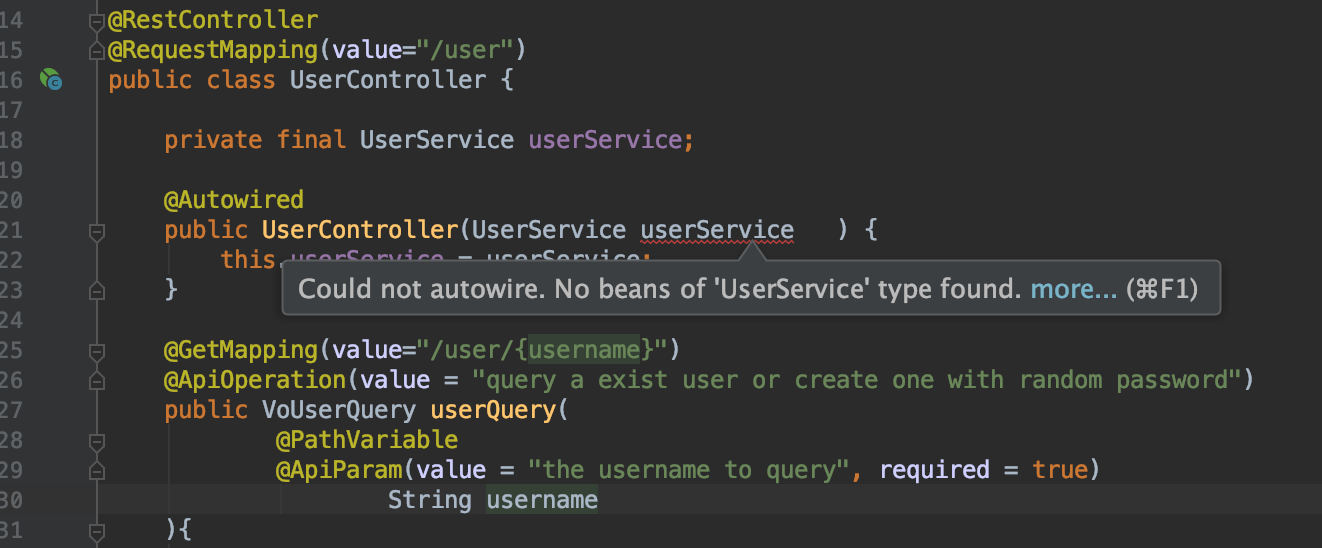 14 @RestController
15 @RequestMapping(value="/user")
16 public class UserController {
17
18 private final UserService userService;
19
20 @Autowired
21 public UserController(UserService userService ) {
22 this.userService = userService;
23 }
Could not autowire. No beans of 'UserService' type found. more... (⌘F1)
24
25 @GetMapping(value="/user/{username}")
26 @ApiOperation(value = "query a exist user or create one with random password")
27 public VoUserQuery userQuery(
28 @PathVariable
29 @ApiParam(value = "the username to query", required = true)
30 String username
31 ){